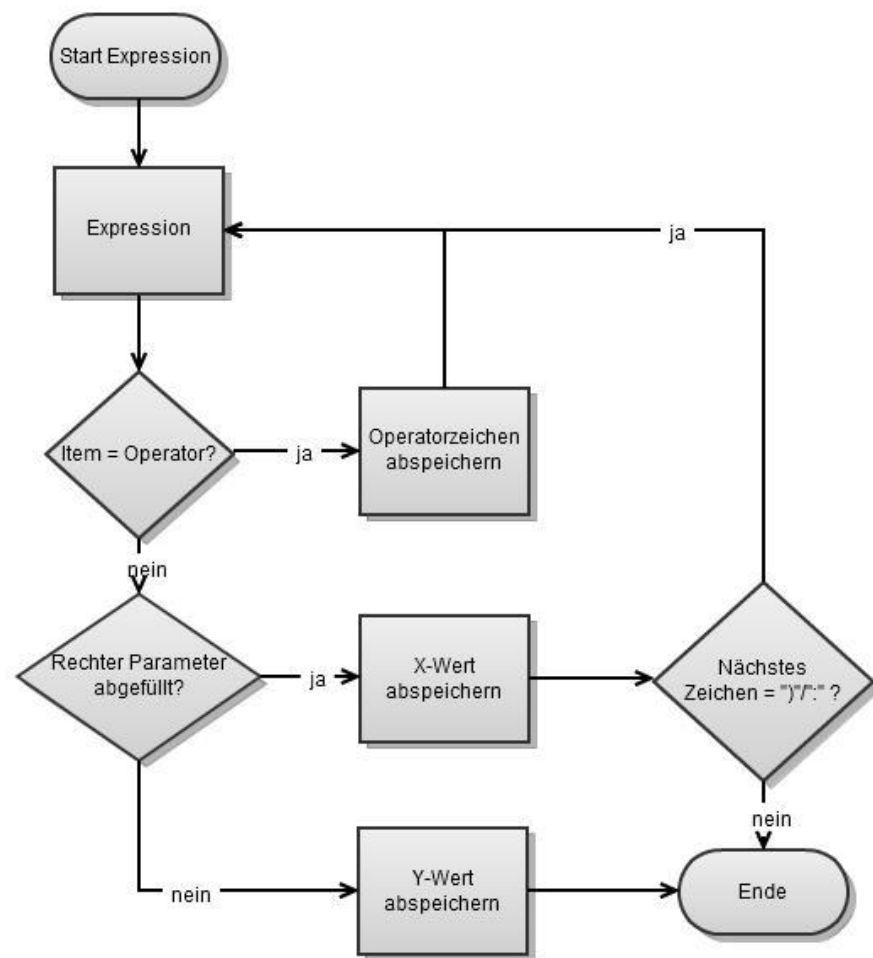 Start Expression
Expression
ja
Item = Operator?
ja
Operatorzeichen
abspeichern
nein
Rechter Parameter
abgefüllt?
ja
X-Wert
abspeichern
Nächstes
Zeichen = ")"/":" ?
nein
nein
Y-Wert
abspeichern
Ende